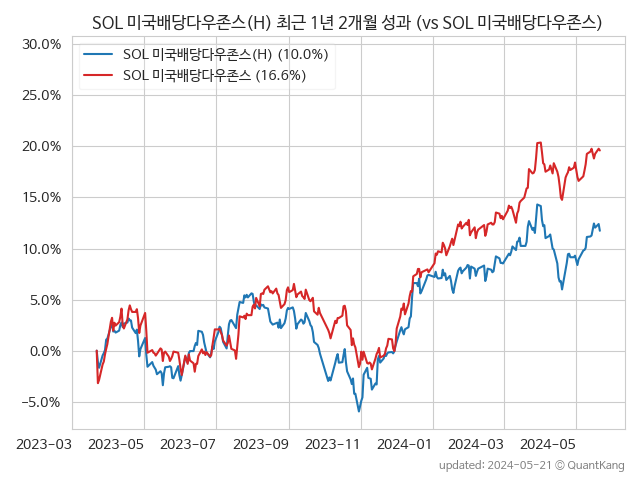 SOL 미국배당다우존스(H) 최근 1년 2개월 성과 (vs SOL 미국배당다우존스)
30.0%
25.0%
20.0%
15.0%
10.0%
5.0%
0.0%
−5.0%
SOL 미국배당다우존스(H) (10.0%)
SOL 미국배당다우존스 (16.6%)
2023-03 2023-05 2023-07 2023-09 2023-11 2024-01 2024-03 2024-05
updated: 2024-05-21 © QuantKang